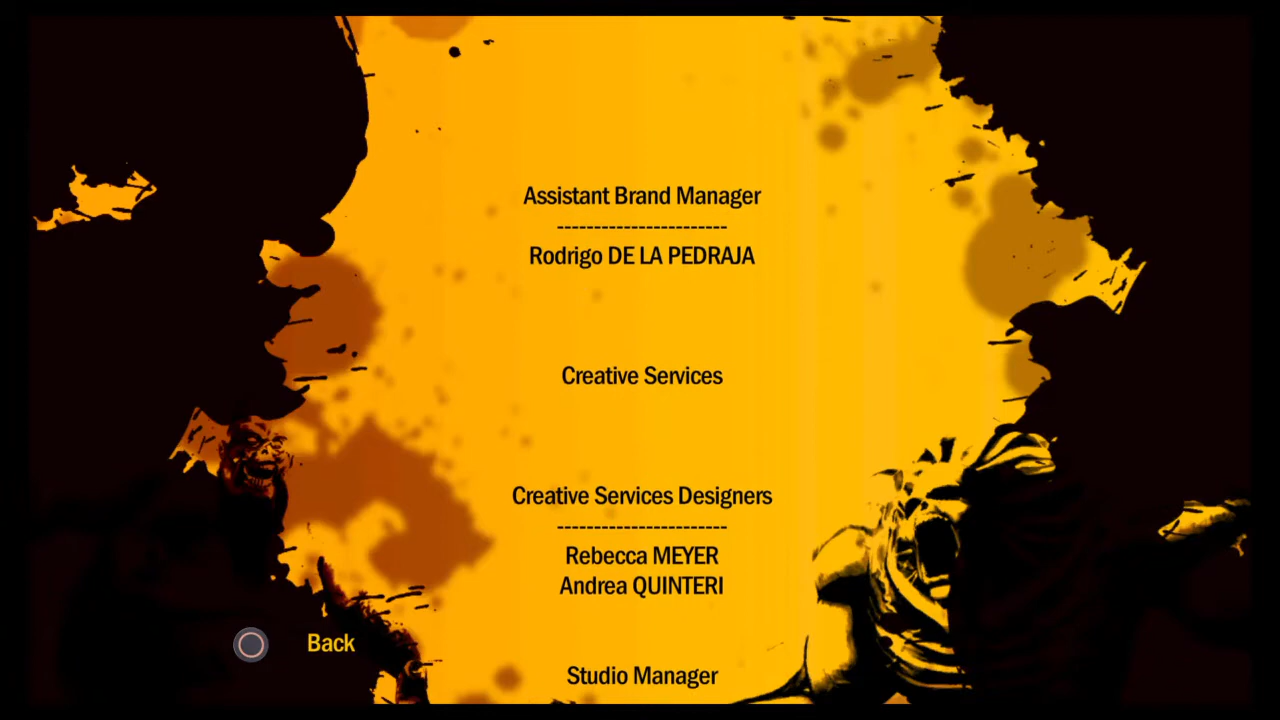 Assistant Brand Manager
-----------------------
Rodrigo DE LA PEDRAJA
Creative Services
Creative Services Designers
-----------------------
Rebecca MEYER
Andrea QUINTERI
Back
Studio Manager